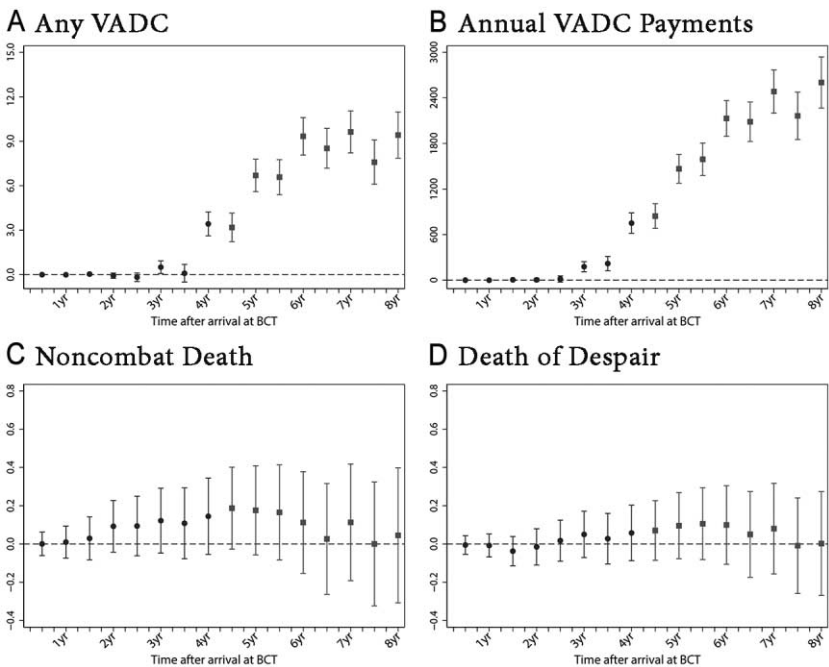 A Any VADC
15.0
12.0
9.0
6.0
3.0
0.0
1yr 2yr 3yr 4yr 5yr 6yr 7yr 8yr
Time after arrival at BCT
B Annual VADC Payments
3000
2400
1800
1200
600
0
1yr 2yr 3yr 4yr 5yr 6yr 7yr 8yr
Time after arrival at BCT
C Noncombat Death
0.8
0.6
0.4
0.2
0.0
−0.2
−0.4
1yr 2yr 3yr 4yr 5yr 6yr 7yr 8yr
Time after arrival at BCT
D Death of Despair
0.8
0.6
0.4
0.2
0.0
−0.2
−0.4
1yr 2yr 3yr 4yr 5yr 6yr 7yr 8yr
Time after arrival at BCT